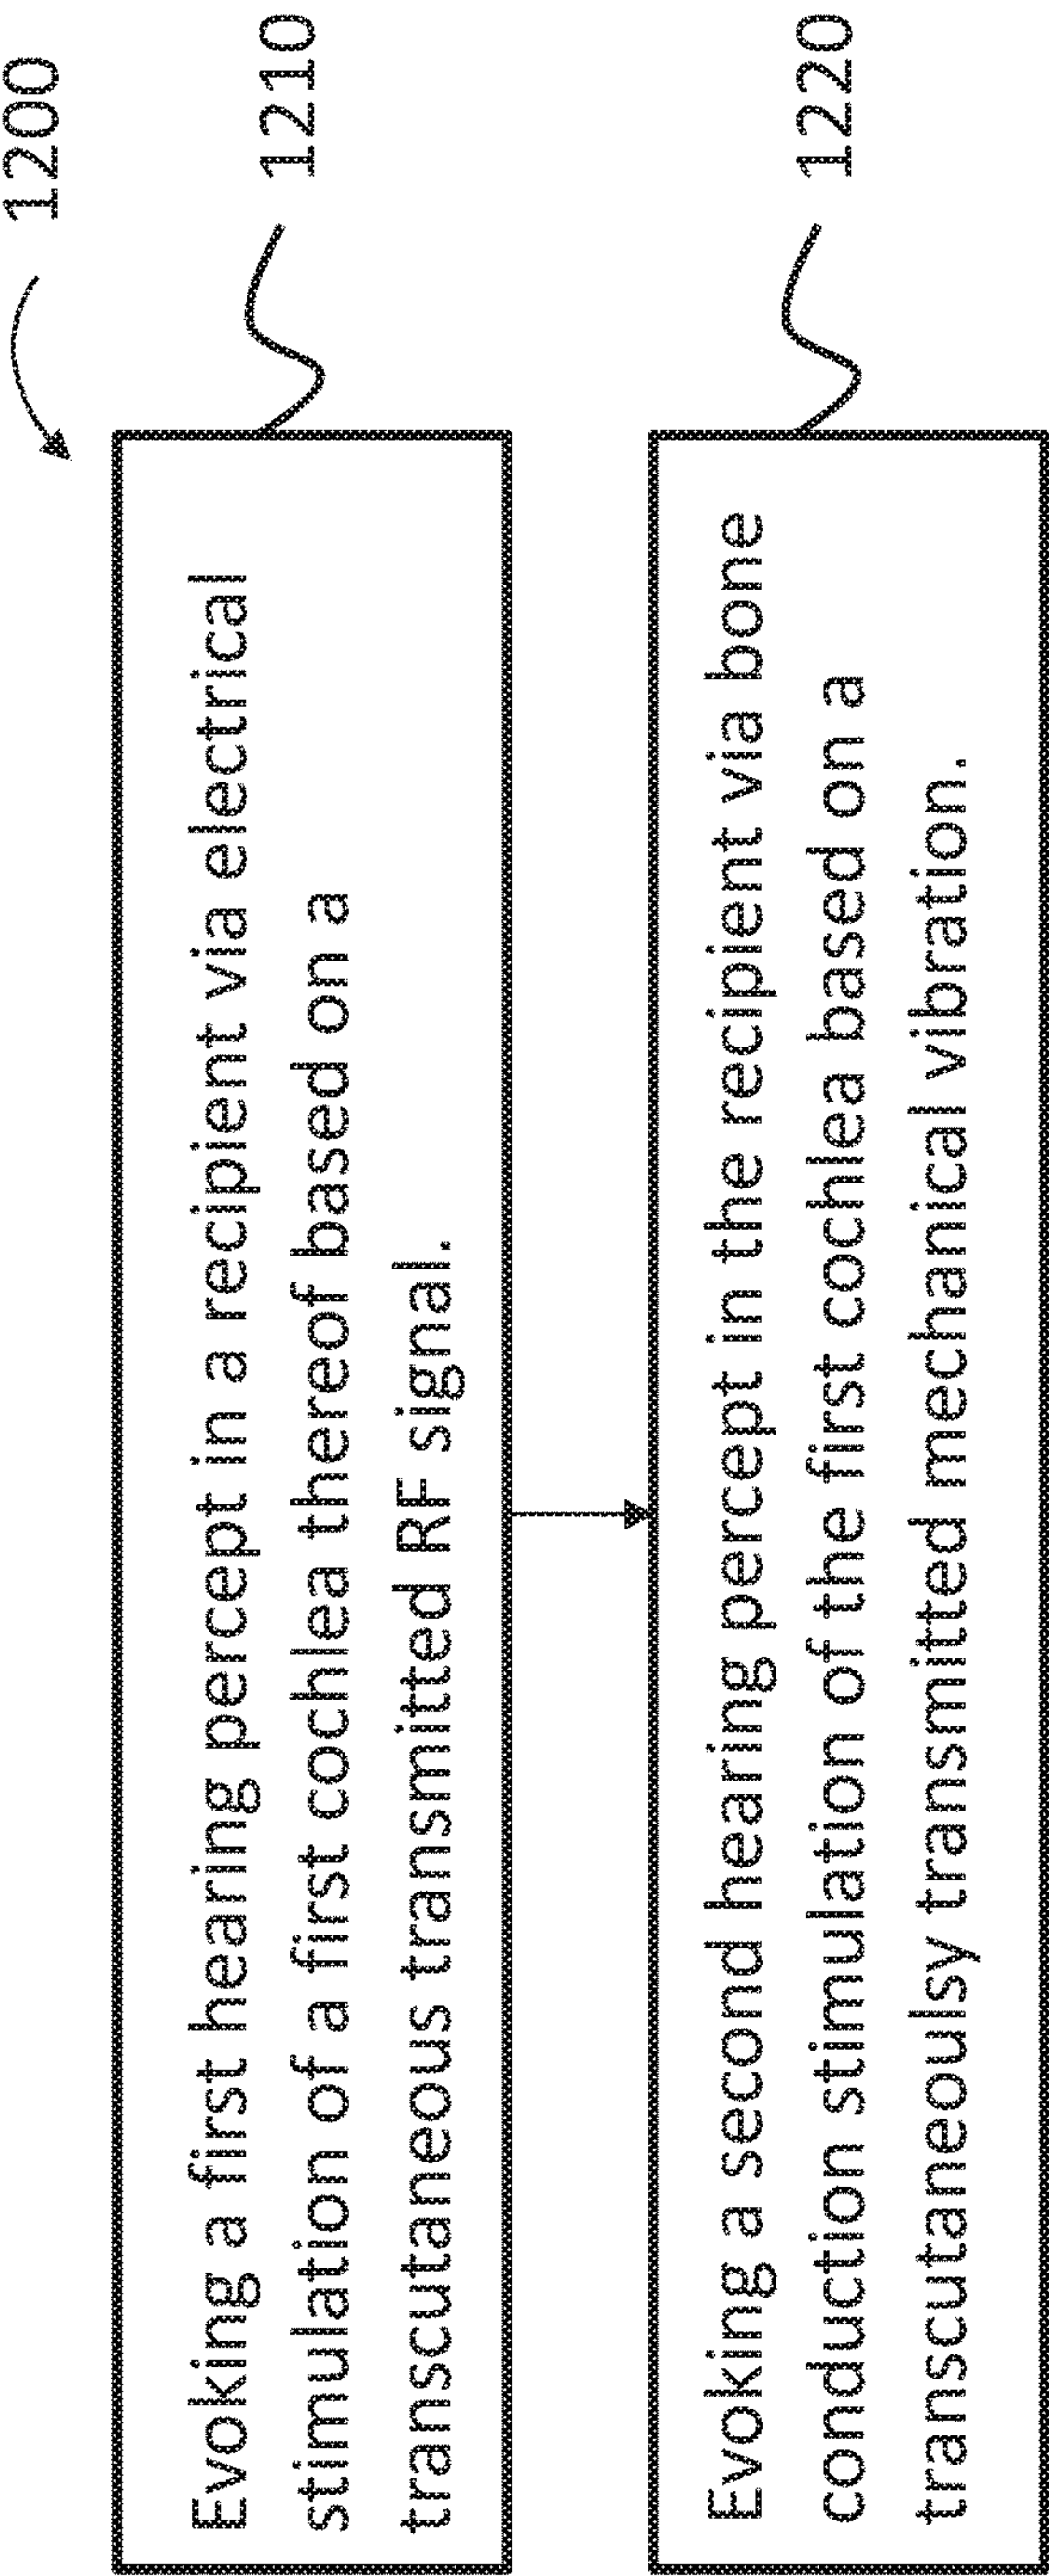 1200
Evoking a first hearing percept in a recipient via electrical
stimulation of a first cochlea thereof based on a
transcutaneous transmitted RF signal.
1210
Evoking a second hearing percept in the recipient via bone
conduction stimulation of the first cochlea based on a
transcutaneoulsy transmitted mechanical vibration.
1220